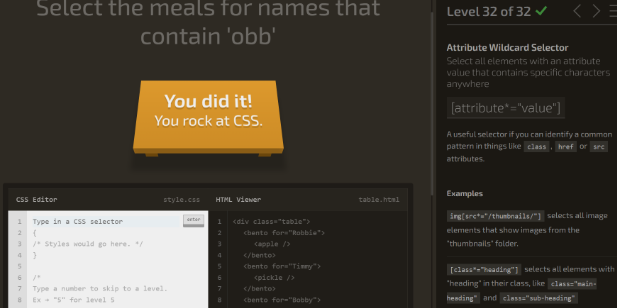 Select the meals for names that
contain 'obb'
You did it!
You rock at CSS.
CSS Editor style.css HTML Viewer table.html
1 Type in a CSS selector enter
2 {
3 /* Styles would go here. */
4 }
5
6 /*
7 Type a number to skip to a level.
8 Ex → "5" for level 5
1 <div class="table">
2 <bento for="Robbie">
3 <apple />
4 </bento>
5 <bento for="Timmy">
6 <pickle />
7 </bento>
8 <bento for="Bobby">
Level 32 of 32 ✓
Attribute Wildcard Selector
Select all elements with an attribute
value that contains specific characters
anywhere
[attribute*="value"]
A useful selector if you can identify a common
pattern in things like class , href or src
attributes.
Examples
img[src*="/thumbnails/"] selects all image
elements that show images from the
"thumbnails" folder.
[class*="heading"] selects all elements with
"heading" in their class, like class="main-
heading" and class="sub-heading"